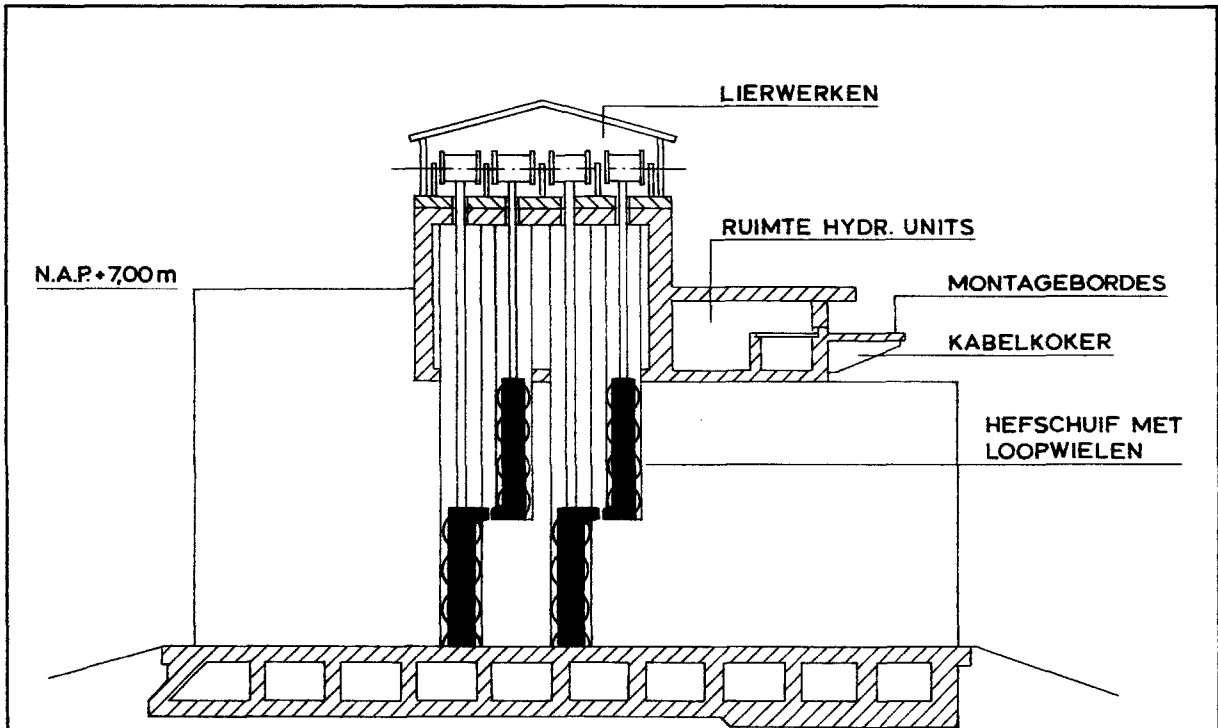 LIERWERKEN
RUIMTE HYDR. UNITS
N.A.P. +7,00 m
MONTAGEBORDES
KABELKOKER
HEFSCHUIF MET
LOOPWIELEN